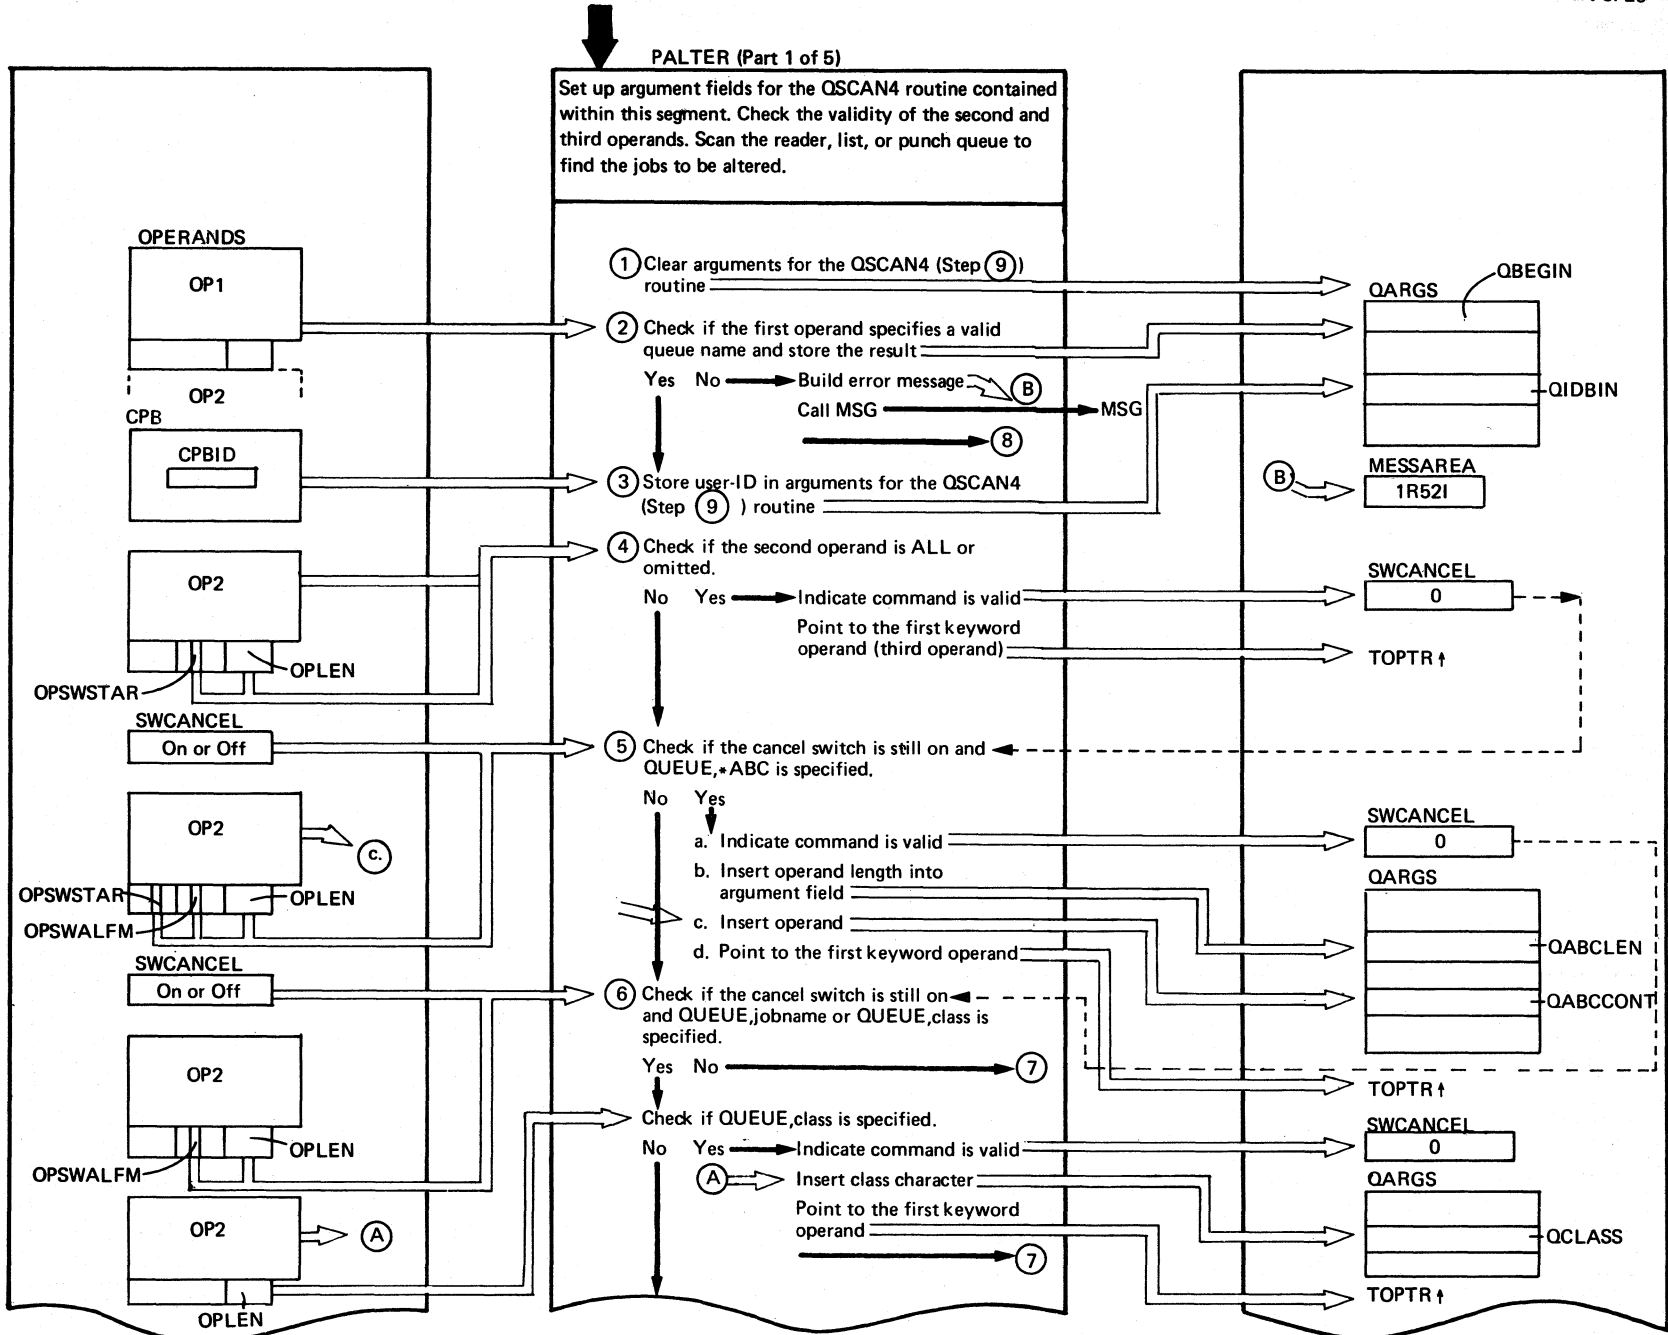 PALTER (Part 1 of 5)
Set up argument fields for the QSCAN4 routine contained
within this segment. Check the validity of the second and
third operands. Scan the reader, list, or punch queue to
find the jobs to be altered.
OPERANDS
OP1
OP2
CPB
CPBID
OP2
OPLEN
OPSWSTAR
SWCANCEL
On or Off
OP2
c.
OPSWSTAR
OPLEN
OPSWALFM
SWCANCEL
On or Off
OP2
OPLEN
OPSWALFM
OP2
A
OPLEN
1 Clear arguments for the QSCAN4 (Step 9)
routine
2 Check if the first operand specifies a valid
queue name and store the result
Yes No Build error message B
Call MSG MSG
8
3 Store user-ID in arguments for the QSCAN4
(Step 9 ) routine
4 Check if the second operand is ALL or
omitted.
No Yes Indicate command is valid
Point to the first keyword
operand (third operand)
5 Check if the cancel switch is still on and
QUEUE,*ABC is specified.
No Yes
a. Indicate command is valid
b. Insert operand length into
argument field
c. Insert operand
d. Point to the first keyword operand
6 Check if the cancel switch is still on
and QUEUE,jobname or QUEUE,class is
specified.
Yes No 7
Check if QUEUE,class is specified.
No Yes Indicate command is valid
A Insert class character
Point to the first keyword
operand
7
QBEGIN
QARGS
QIDBIN
MESSAREA
B 1R52I
SWCANCEL
0
TOPTR
SWCANCEL
0
QARGS
QABCLEN
QABCCONT
TOPTR
SWCANCEL
0
QARGS
QCLASS
TOPTR